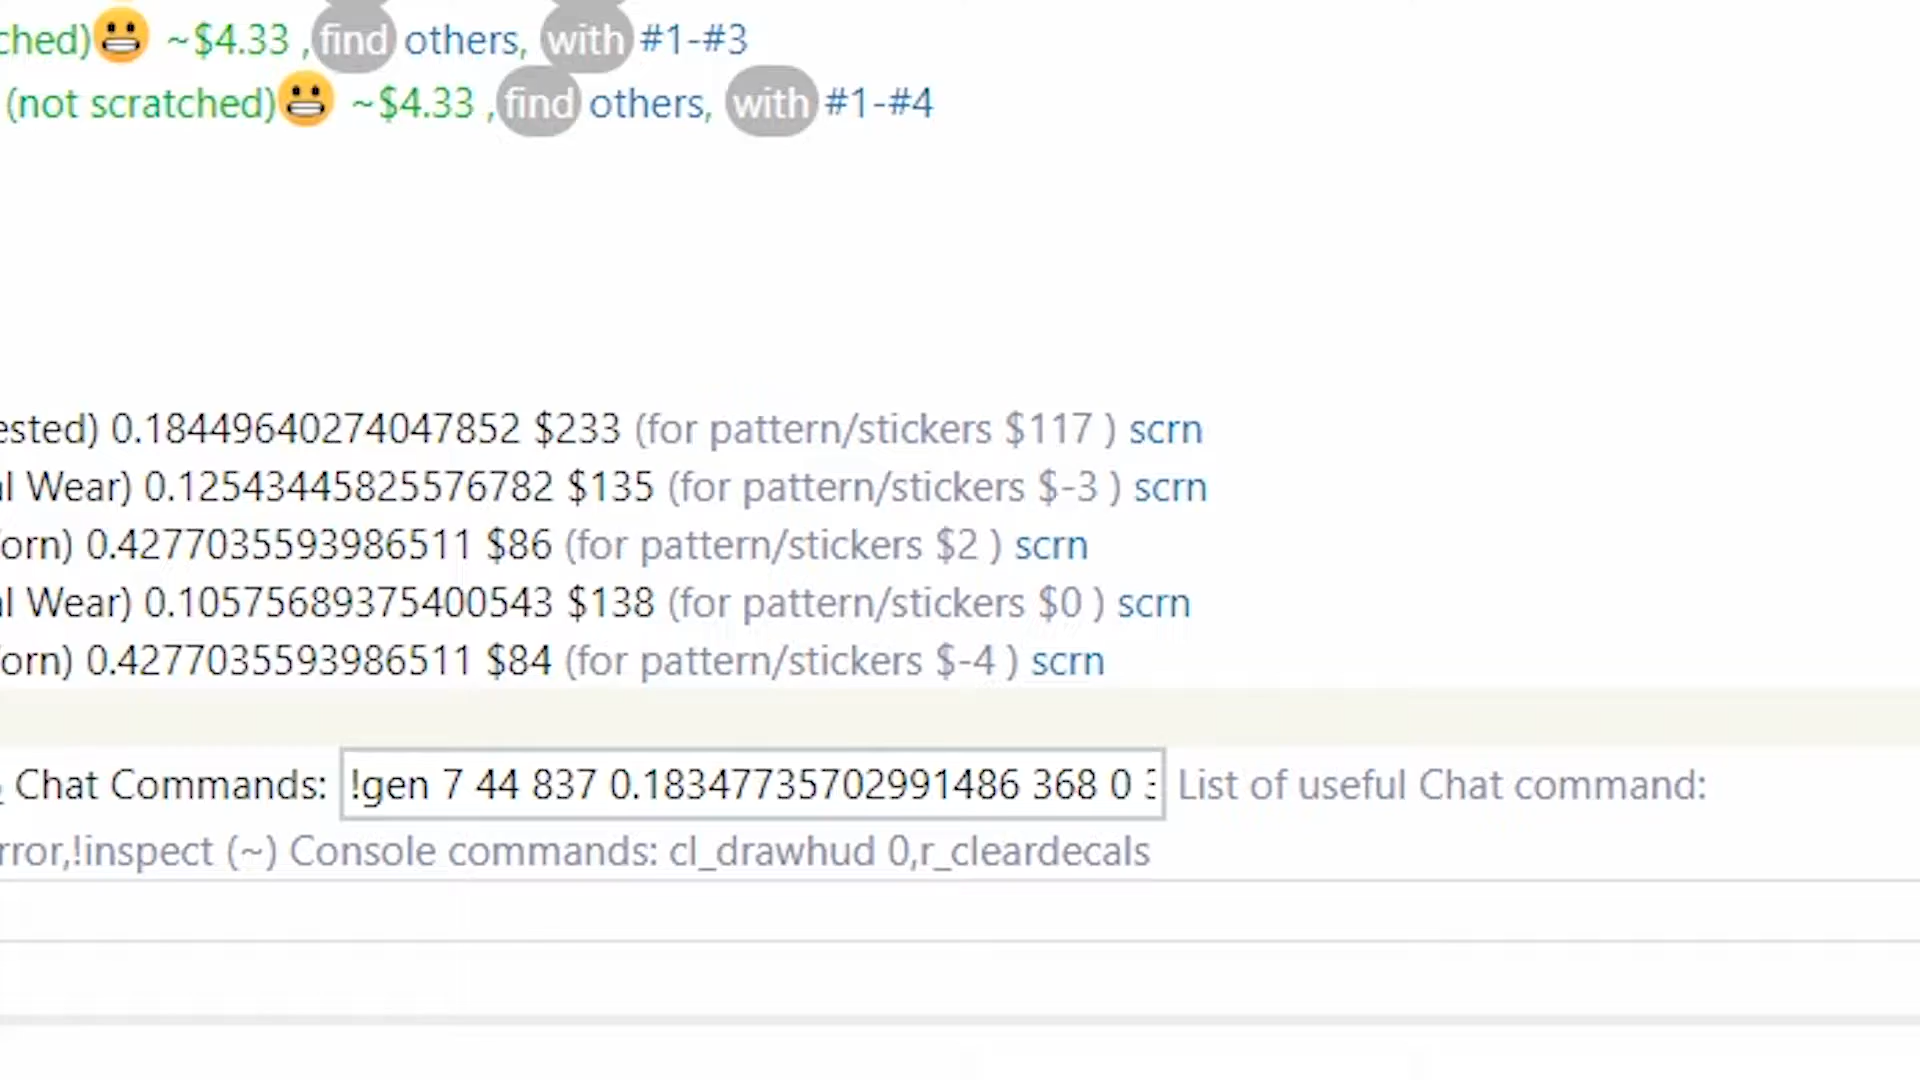 ched) ~$4.33 ,find others, with #1-#3
(not scratched) ~$4.33 ,find others, with #1-#4
ested) 0.18449640274047852 $233 (for pattern/stickers $117 ) scrn
l Wear) 0.12543445825576782 $135 (for pattern/stickers $-3 ) scrn
orn) 0.4277035593986511 $86 (for pattern/stickers $2 ) scrn
l Wear) 0.10575689375400543 $138 (for pattern/stickers $0 ) scrn
orn) 0.4277035593986511 $84 (for pattern/stickers $-4 ) scrn
Chat Commands: !gen 7 44 837 0.18347735702991486 368 0 List of useful Chat command:
rror,!inspect (~) Console commands: cl_drawhud 0,r_cleardecals